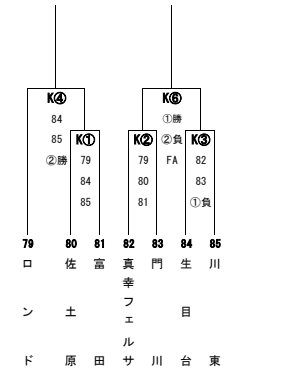 K④ K⑥
84 ①勝
85 K① K② ②負 K③
②勝 79 79 FA 82
84 80 83
85 81 ①負
79 80 81 82 83 84 85
ロンド
佐土原
富田
真幸フェルサ
門川
生目台
川東